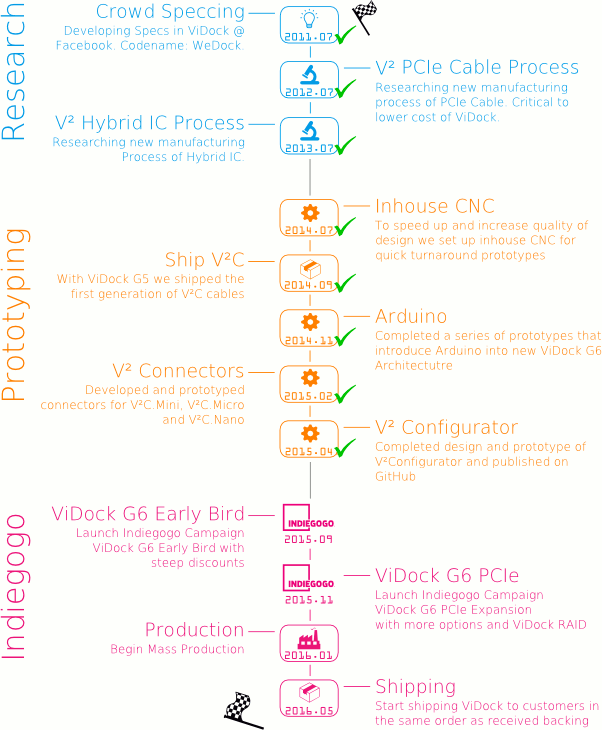 Research
Crowd Speccing
Developing Specs in ViDock @
Facebook. Codename: WeDock.
2011.07
V² PCIe Cable Process
Researching new manufacturing
process of PCIe Cable. Critical to
lower cost of ViDock.
2012.07
V² Hybrid IC Process
Researching new manufacturing
Process of Hybrid IC.
2013.07
Prototyping
Inhouse CNC
To speed up and increase quality of
design we set up inhouse CNC for
quick turnaround prototypes
2014.07
Ship V²C
With ViDock G5 we shipped the
first generation of V²C cables
2014.09
Arduino
Completed a series of prototypes that
introduce Arduino into new ViDock G6
Architectutre
2014.11
V² Connectors
Developed and prototyped
connectors for V²C.Mini, V²C.Micro
and V²C.Nano
2015.02
V² Configurator
Completed design and prototype of
V²Configurator and published on
GitHub
2015.04
Indiegogo
ViDock G6 Early Bird
Launch Indiegogo Campaign
ViDock G6 Early Bird with
steep discounts
INDIEGOGO
2015.09
ViDock G6 PCIe
Launch Indiegogo Campaign
ViDock G6 PCIe Expansion
with more options and ViDock RAID
INDIEGOGO
2015.11
Production
Begin Mass Production
2016.01
Shipping
Start shipping ViDock to customers in
the same order as received backing
2016.05